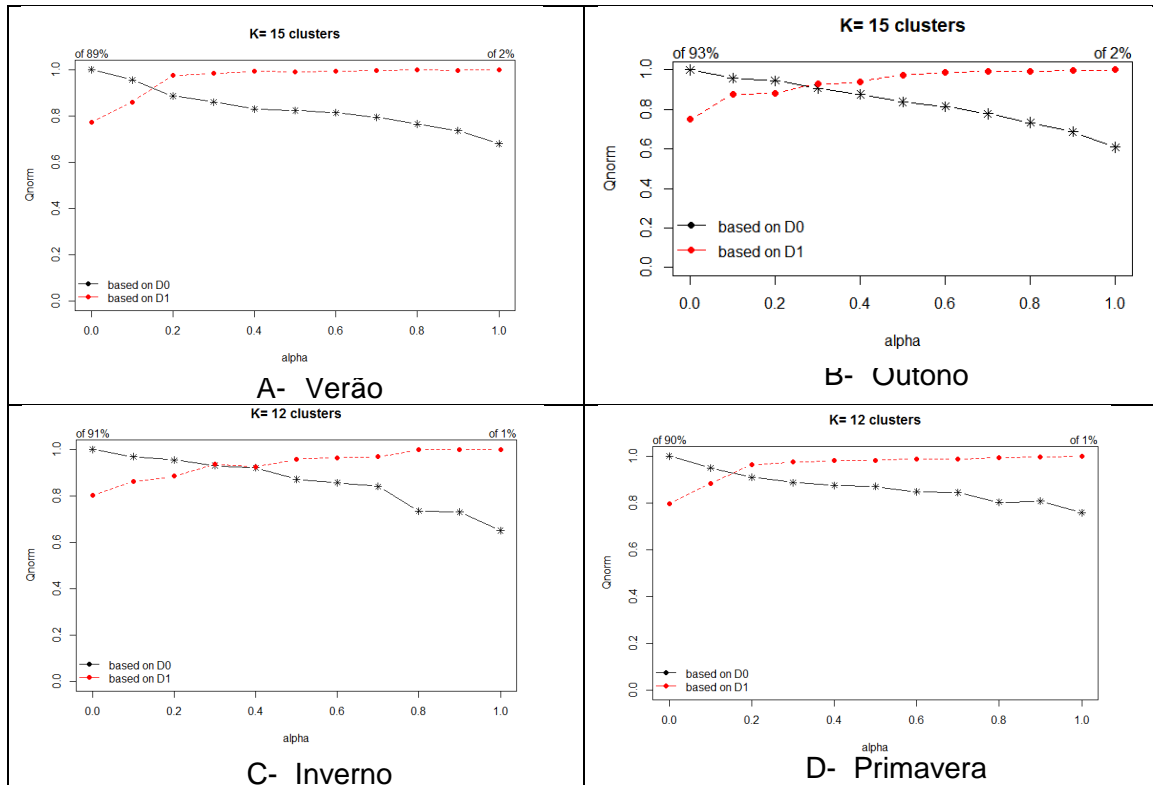 K= 15 clusters
of 89%
of 2%
1.0
0.8
0.6
0.4
0.2
0.0
Qnorm
based on D0
based on D1
0.0 0.2 0.4 0.6 0.8 1.0
alpha
A- Verão
K= 15 clusters
of 93%
of 2%
1.0
0.8
0.6
0.4
0.2
0.0
Qnorm
based on D0
based on D1
0.0 0.2 0.4 0.6 0.8 1.0
alpha
B- Outono
K= 12 clusters
of 91%
of 1%
1.0
0.8
0.6
0.4
0.2
0.0
Qnorm
based on D0
based on D1
0.0 0.2 0.4 0.6 0.8 1.0
alpha
C- Inverno
K= 12 clusters
of 90%
of 1%
1.0
0.8
0.6
0.4
0.2
0.0
Qnorm
based on D0
based on D1
0.0 0.2 0.4 0.6 0.8 1.0
alpha
D- Primavera